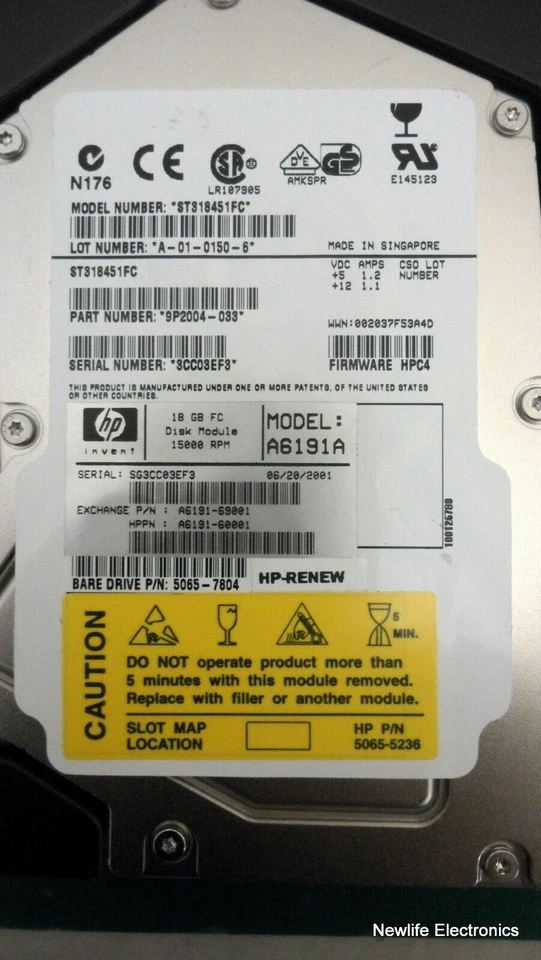 N176
CE
LR107905
DVE
AMKSPR
GS
E145123
MODEL NUMBER: *ST318451FC*
LOT NUMBER: *A-01-0150-6*
MADE IN SINGAPORE
ST318451FC
VDC AMPS CSO LOT
+5 1.2 NUMBER
+12 1.1
PART NUMBER: *9P2004-033*
WWN:002037F53A4D
SERIAL NUMBER: *3CC03EF3*
FIRMWARE HPC4
THIS PRODUCT IS MANUFACTURED UNDER ONE OR MORE PATENTS, OF THE UNITED STATES
OR OTHER COUNTRIES.
hp
invent
18 GB FC
Disk Module
15000 RPM
MODEL:
A6191A
SERIAL: SG3CC03EF3 06/20/2001
EXCHANGE P/N : A6191-69001
HPPN : A6191-60001
100126780
BARE DRIVE P/N: 5065-7804
HP-RENEW
CAUTION
5
MIN.
DO NOT operate product more than
5 minutes with this module removed.
Replace with filler or another module.
SLOT MAP
LOCATION
HP P/N
5065-5236
Newlife Electronics